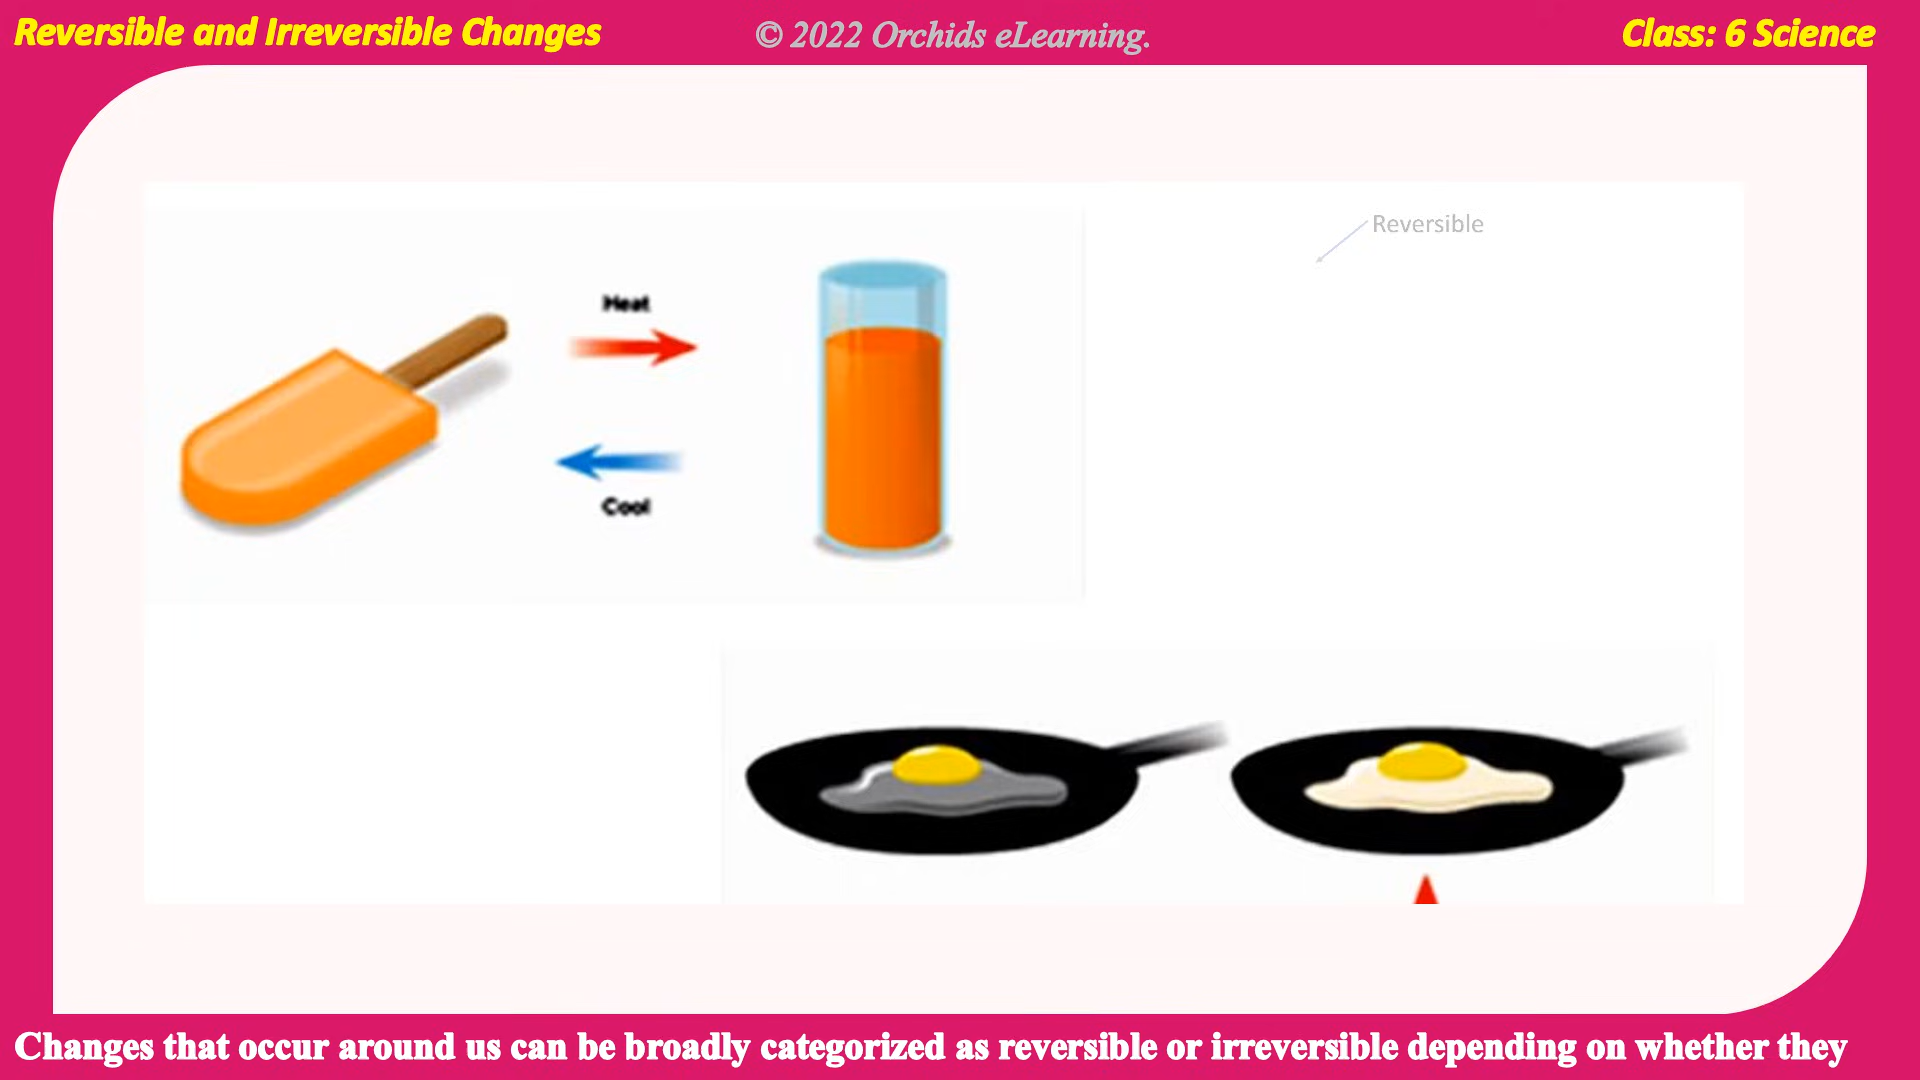 Reversible and Irreversible Changes
© 2022 Orchids eLearning.
Class: 6 Science
Reversible
Heat
Cool
Changes that occur around us can be broadly categorized as reversible or irreversible depending on whether they